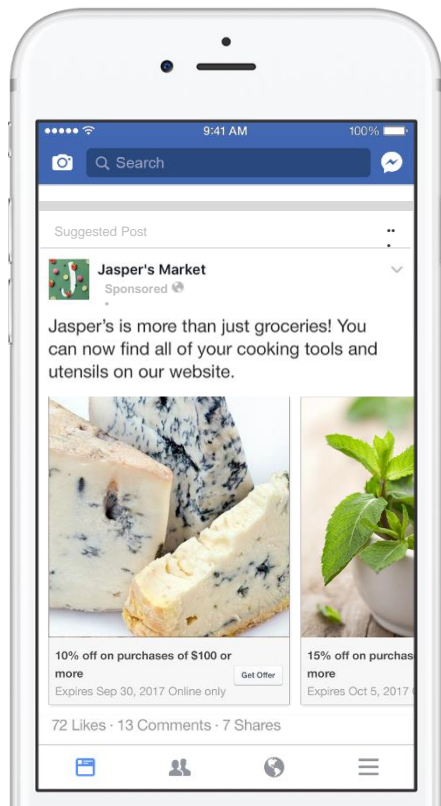 9:41 AM
100%
Search
Suggested Post
Jasper's Market
Sponsored
Jasper's is more than just groceries! You
can now find all of your cooking tools and
utensils on our website.
10% off on purchases of $100 or
more
Get Offer
Expires Sep 30, 2017 Online only
15% off on purchas
more
Expires Oct 5, 2017
72 Likes · 13 Comments · 7 Shares